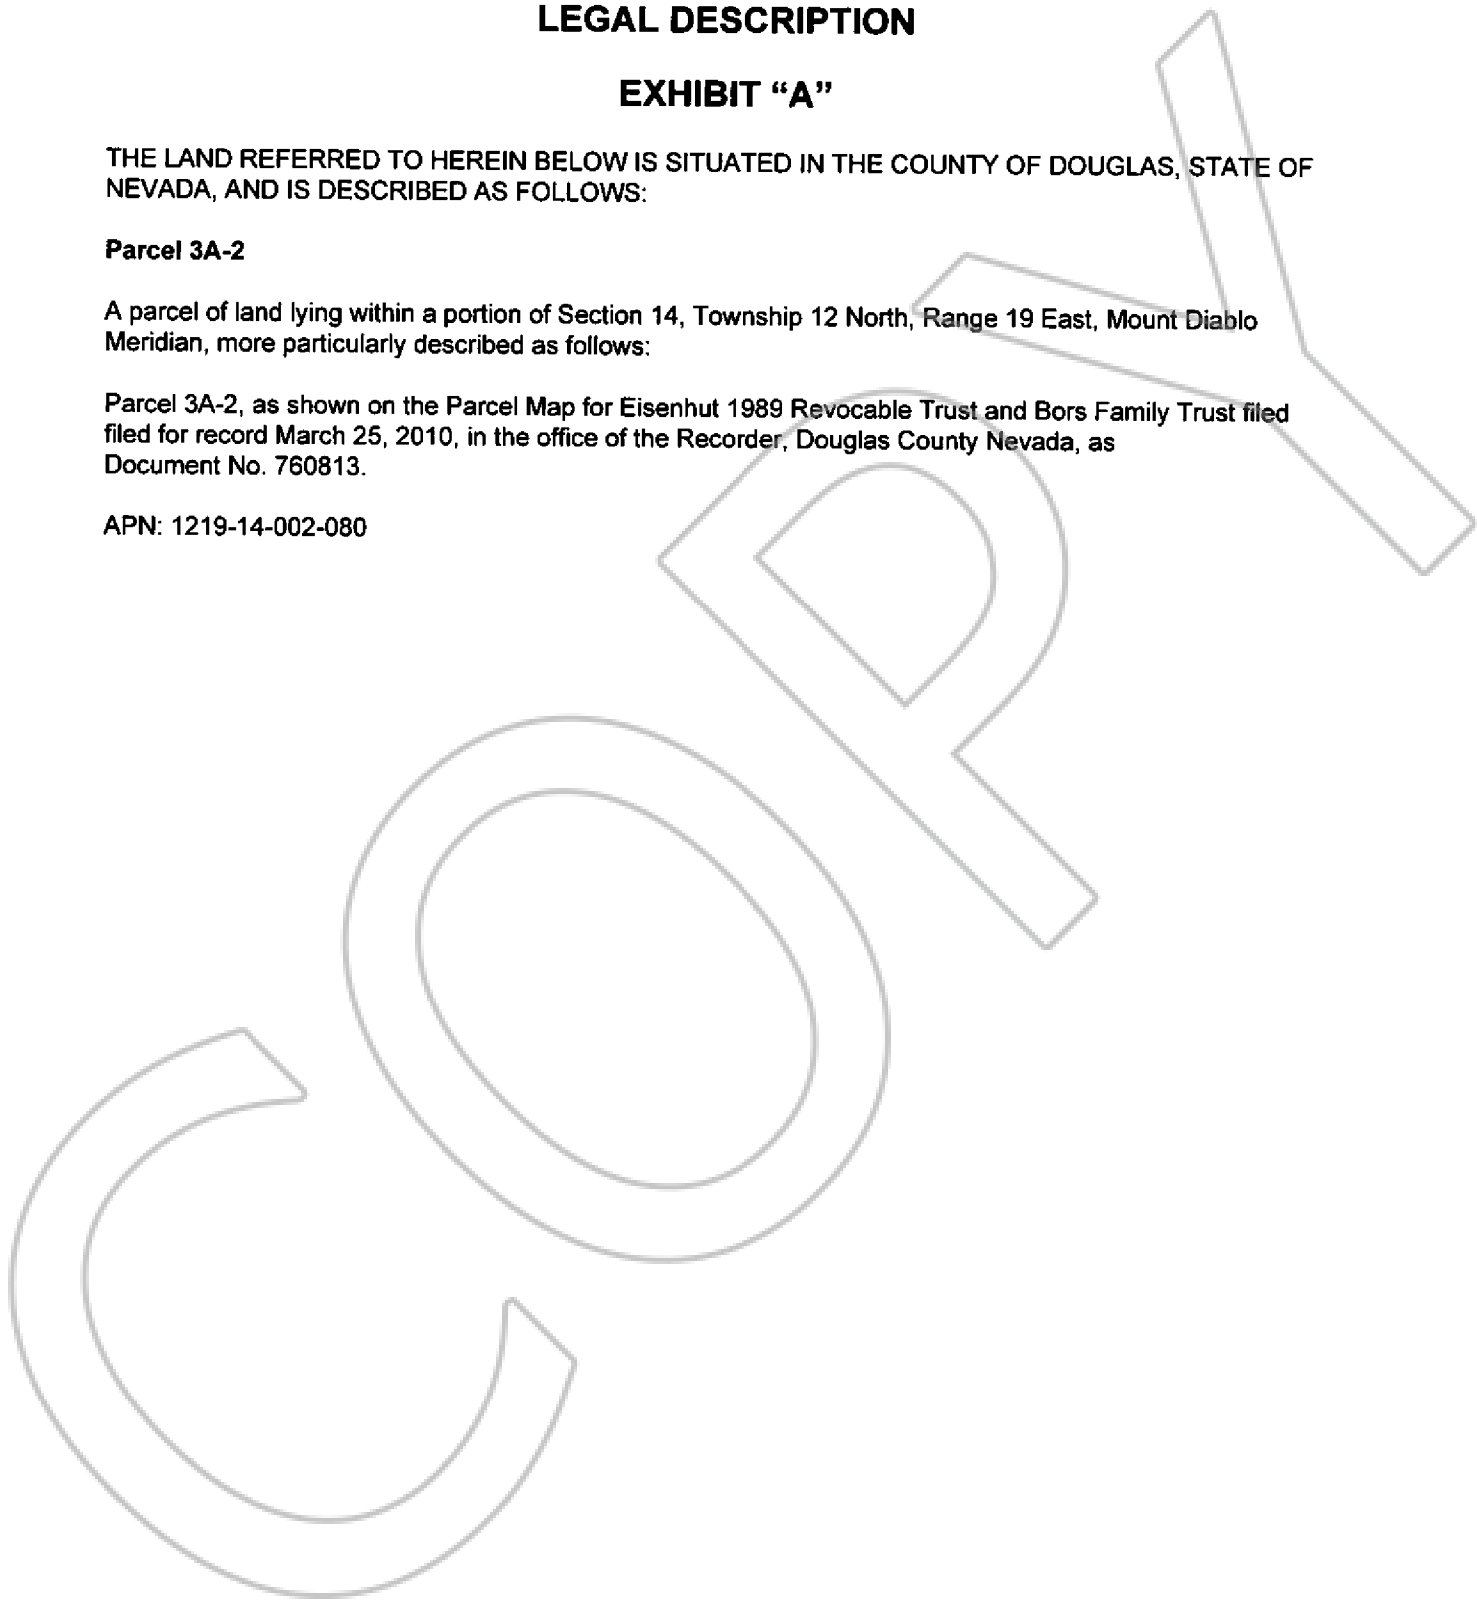 LEGAL DESCRIPTION
EXHIBIT “A”
THE LAND REFERRED TO HEREIN BELOW IS SITUATED IN THE COUNTY OF DOUGLAS, STATE OF
NEVADA, AND IS DESCRIBED AS FOLLOWS:
Parcel 3A-2
A parcel of land lying within a portion of Section 14, Township 12 North, Range 19 East, Mount Diablo
Meridian, more particularly described as follows:
Parcel 3A-2, as shown on the Parcel Map for Eisenhut 1989 Revocable Trust and Bors Family Trust filed
filed for record March 25, 2010, in the office of the Recorder, Douglas County Nevada, as
Document No. 760813.
APN: 1219-14-002-080
COPY